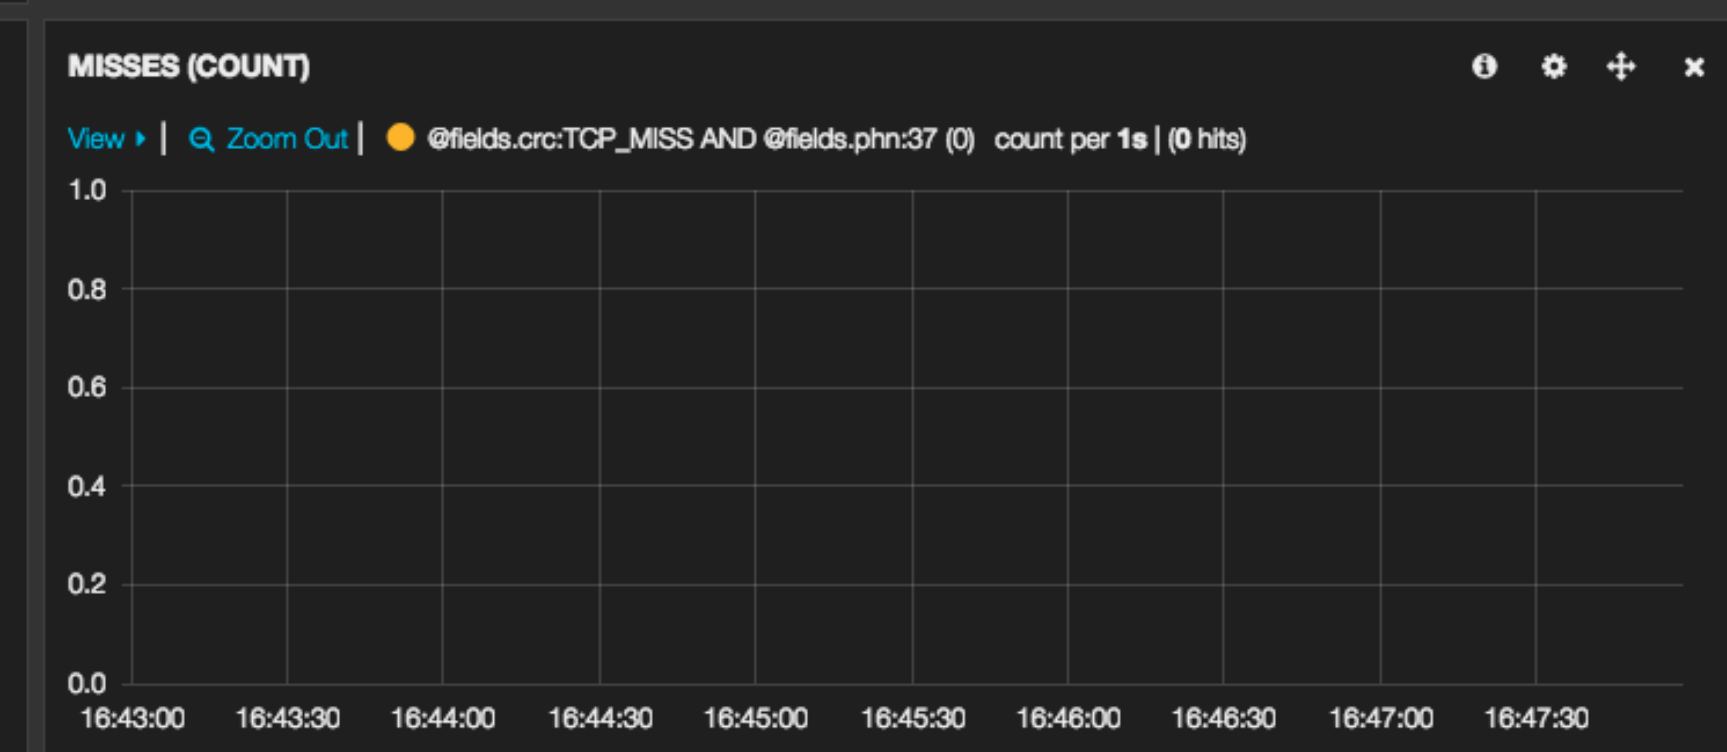 MISSES (COUNT)
View | Zoom Out | @fields.crc:TCP_MISS AND @fields.phn:37 (0) count per 1s | (0 hits)
1.0
0.8
0.6
0.4
0.2
0.0
16:43:00 16:43:30 16:44:00 16:44:30 16:45:00 16:45:30 16:46:00 16:46:30 16:47:00 16:47:30